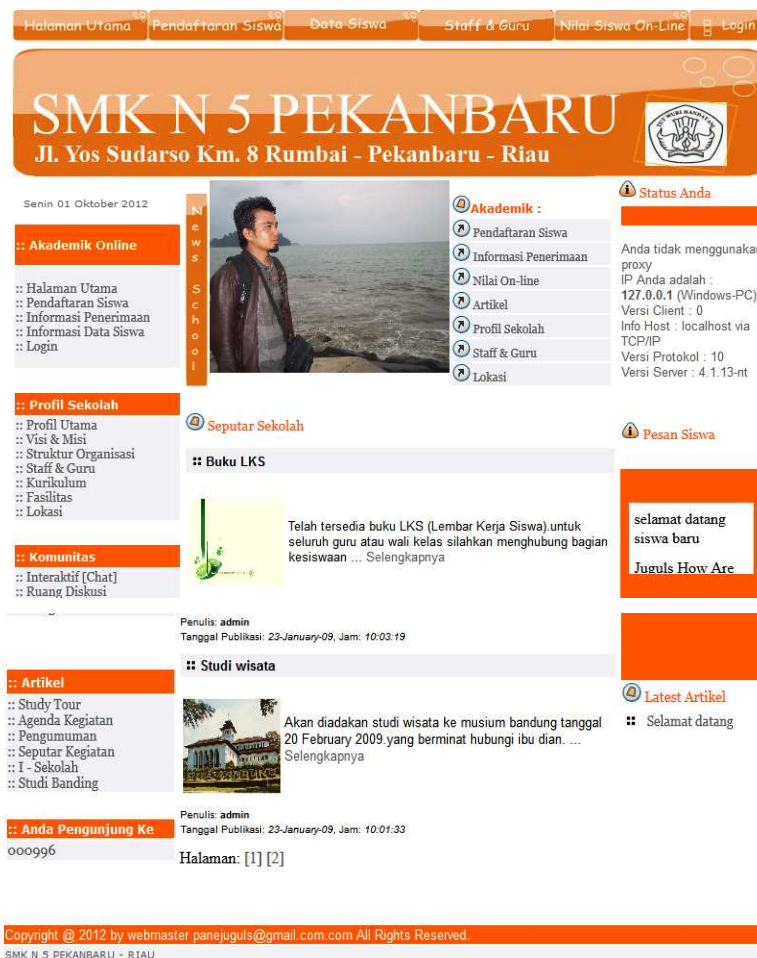 Halaman Utama Pendaftaran Siswa Data Siswa Staff & Guru Nilai Siswa On-Line Login
SMK N 5 PEKANBARU
Jl. Yos Sudarso Km. 8 Rumbai - Pekanbaru - Riau
TUT WURI HANDAYANI
Senin 01 Oktober 2012
:: Akademik Online
:: Halaman Utama
:: Pendaftaran Siswa
:: Informasi Penerimaan
:: Informasi Data Siswa
:: Login
:: Profil Sekolah
:: Profil Utama
:: Visi & Misi
:: Struktur Organisasi
:: Staff & Guru
:: Kurikulum
:: Fasilitas
:: Lokasi
:: Komunitas
:: Interaktif [Chat]
:: Ruang Diskusi
:: Artikel
:: Study Tour
:: Agenda Kegiatan
:: Pengumuman
:: Seputar Kegiatan
:: I - Sekolah
:: Studi Banding
:: Anda Pengunjung Ke
000996
News School
Akademik :
Pendaftaran Siswa
Informasi Penerimaan
Nilai On-line
Artikel
Profil Sekolah
Staff & Guru
Lokasi
Seputar Sekolah
:: Buku LKS
Telah tersedia buku LKS (Lembar Kerja Siswa).untuk
seluruh guru atau wali kelas silahkan menghubung bagian
kesiswaan ... Selengkapnya
Penulis: admin
Tanggal Publikasi: 23-January-09, Jam: 10:03:19
:: Studi wisata
Akan diadakan studi wisata ke musium bandung tanggal
20 February 2009.yang berminat hubungi ibu dian. ...
Selengkapnya
Penulis: admin
Tanggal Publikasi: 23-January-09, Jam: 10:01:33
Halaman: [1] [2]
Status Anda
Anda tidak menggunakan
proxy
IP Anda adalah :
127.0.0.1 (Windows-PC)
Versi Client : 0
Info Host : localhost via
TCP/IP
Versi Protokol : 10
Versi Server : 4.1.13-nt
Pesan Siswa
selamat datang
siswa baru
Juguls How Are
Latest Artikel
:: Selamat datang
Copyright @ 2012 by webmaster panejuguls@gmail.com.com All Rights Reserved.
SMK N 5 PEKANBARU - RIAU